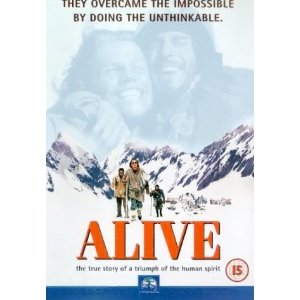 THEY OVERCAME THE IMPOSSIBLE
BY DOING THE UNTHINKABLE.
ALIVE
the true story of a triumph of the human spirit
15